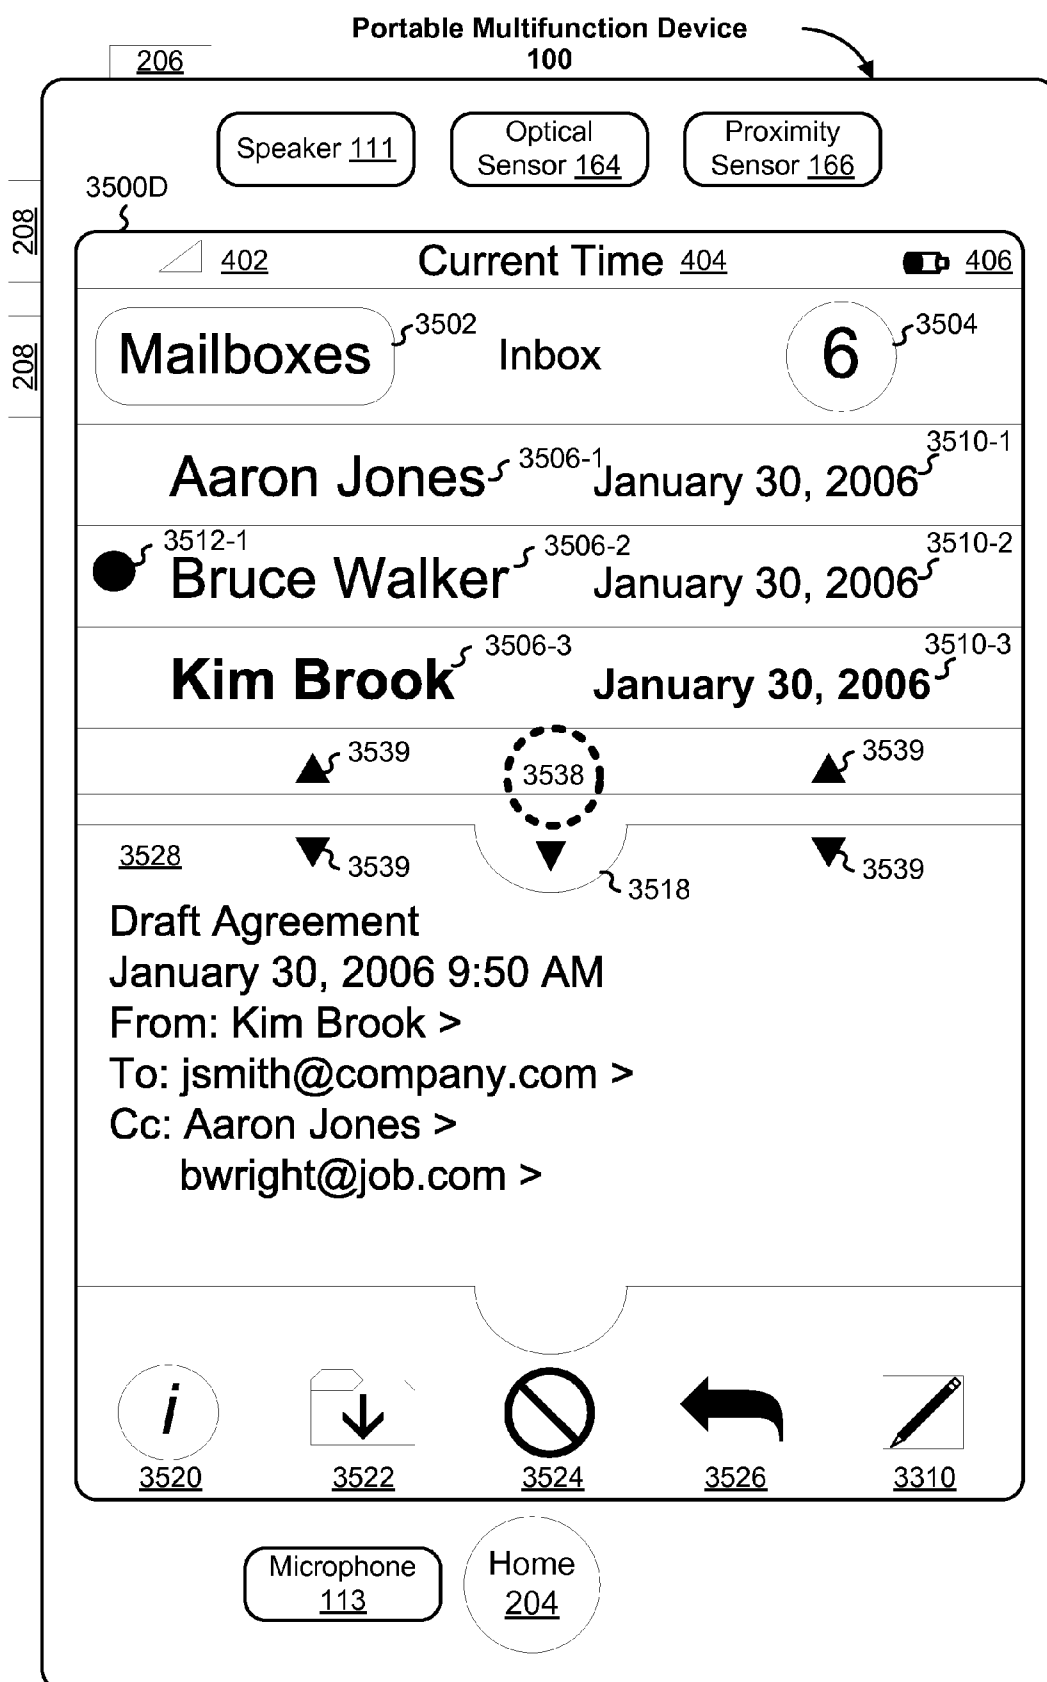 Portable Multifunction Device
100
206
Speaker 111
Optical
Sensor 164
Proximity
Sensor 166
3500D
208
208
402
Current Time 404
406
Mailboxes
3502
Inbox
6
3504
Aaron Jones
3506-1
January 30, 2006
3510-1
3512-1
Bruce Walker
3506-2
January 30, 2006
3510-2
Kim Brook
3506-3
January 30, 2006
3510-3
3539
3538
3539
3528
3539
3518
3539
Draft Agreement
January 30, 2006 9:50 AM
From: Kim Brook >
To: jsmith@company.com >
Cc: Aaron Jones >
bwright@job.com >
i
3520
3522
3524
3526
3310
Microphone
113
Home
204